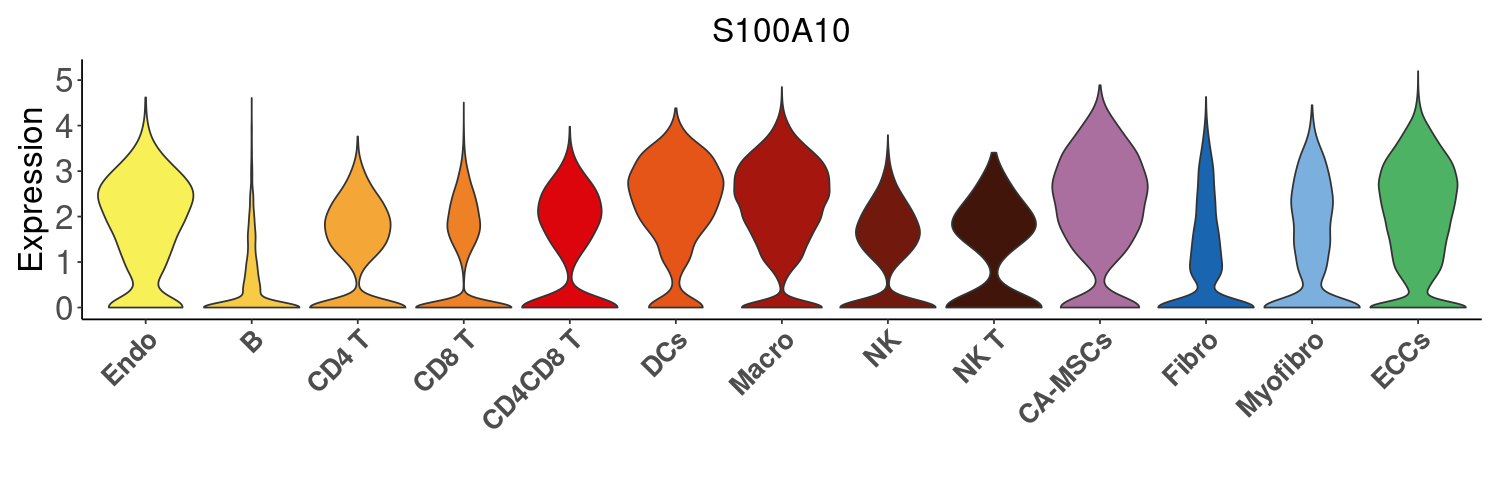 S100A10
Expression
5
4
3
2
1
0
Endo
B
CD4 T
CD8 T
CD4CD8 T
DCs
Macro
NK
NK T
CA-MSCs
Fibro
Myofibro
ECCs